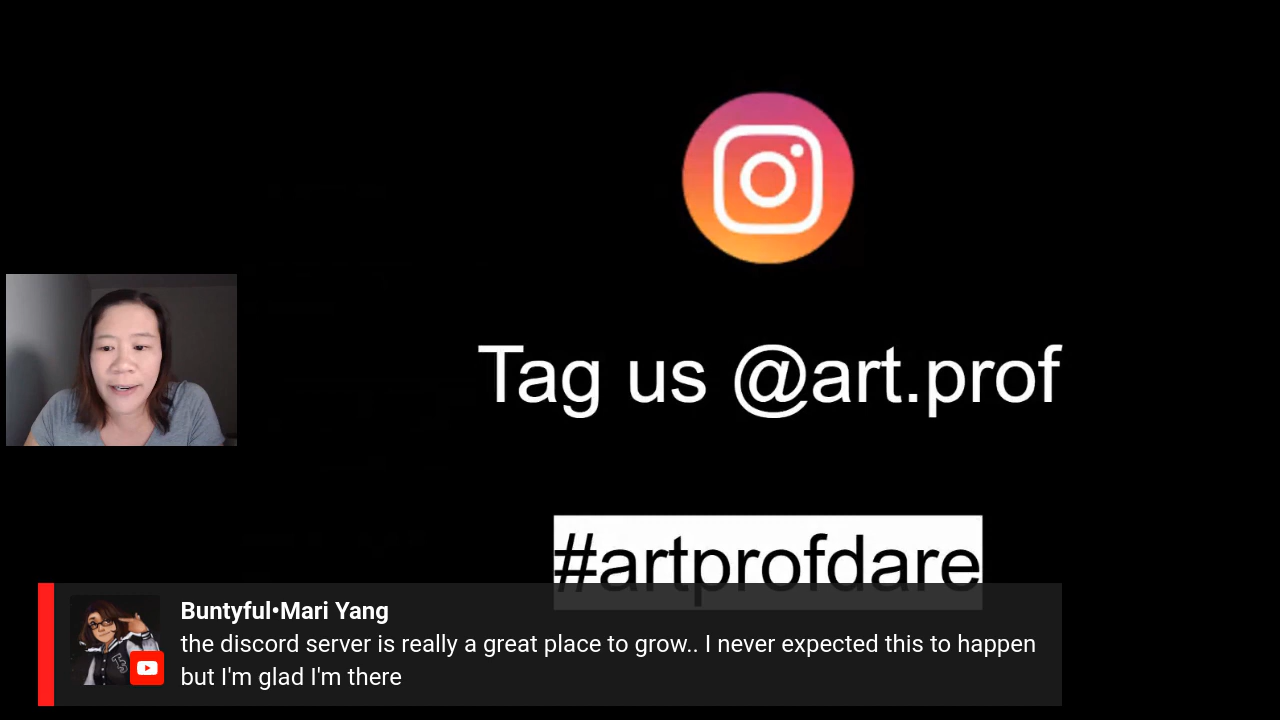 Tag us @art.prof
#artprofdare
Buntyful•Mari Yang
the discord server is really a great place to grow.. I never expected this to happen
but I'm glad I'm there